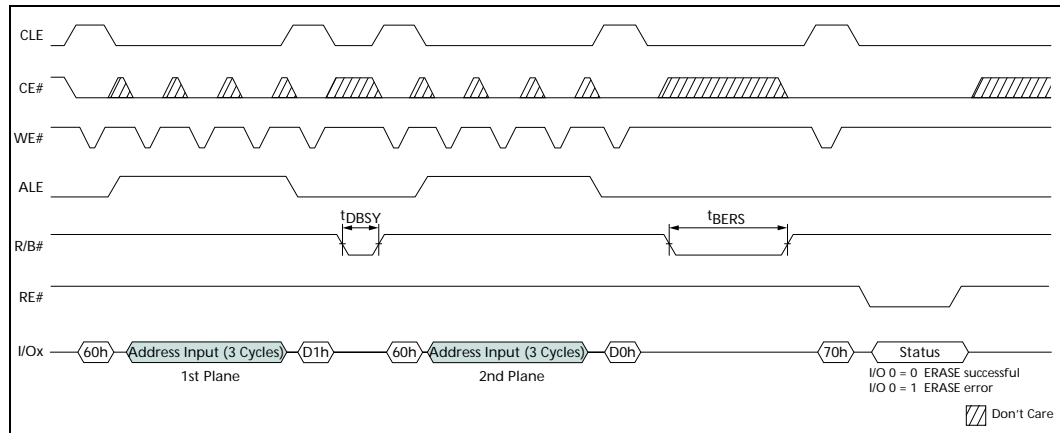 CLE
CE#
WE#
ALE
tDBSY
tBERS
R/B#
RE#
I/Ox
60h
Address Input (3 Cycles)
D1h
60h
Address Input (3 Cycles)
D0h
70h
Status
1st Plane
2nd Plane
I/O 0 = 0 ERASE successful
I/O 0 = 1 ERASE error
Don't Care